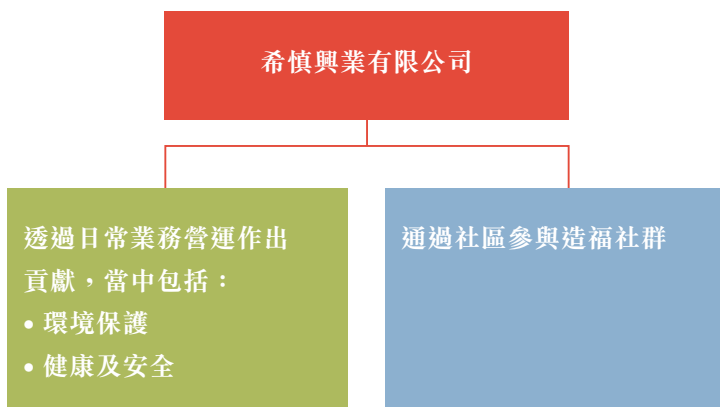 希慎興業有限公司
透過日常業務營運作出
貢獻，當中包括：
• 環境保護
• 健康及安全
通過社區參與造福社群